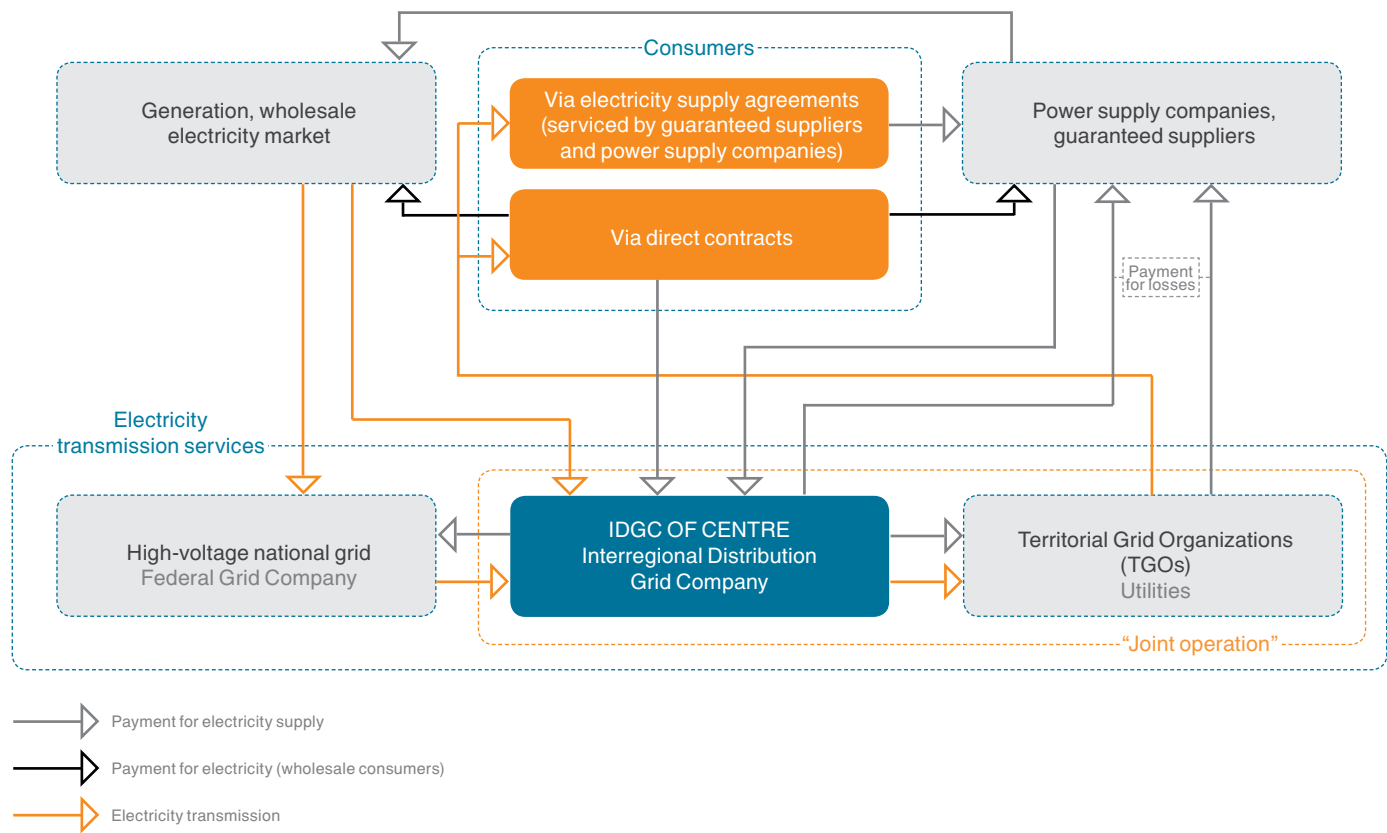 Consumers
Generation, wholesale
electricity market
Via electricity supply agreements
(serviced by guaranteed suppliers
and power supply companies)
Power supply companies,
guaranteed suppliers
Via direct contracts
Payment
for losses
Electricity
transmission services
High-voltage national grid
Federal Grid Company
IDGC OF CENTRE
Interregional Distribution
Grid Company
Territorial Grid Organizations
(TGOs)
Utilities
“Joint operation”
Payment for electricity supply
Payment for electricity (wholesale consumers)
Electricity transmission